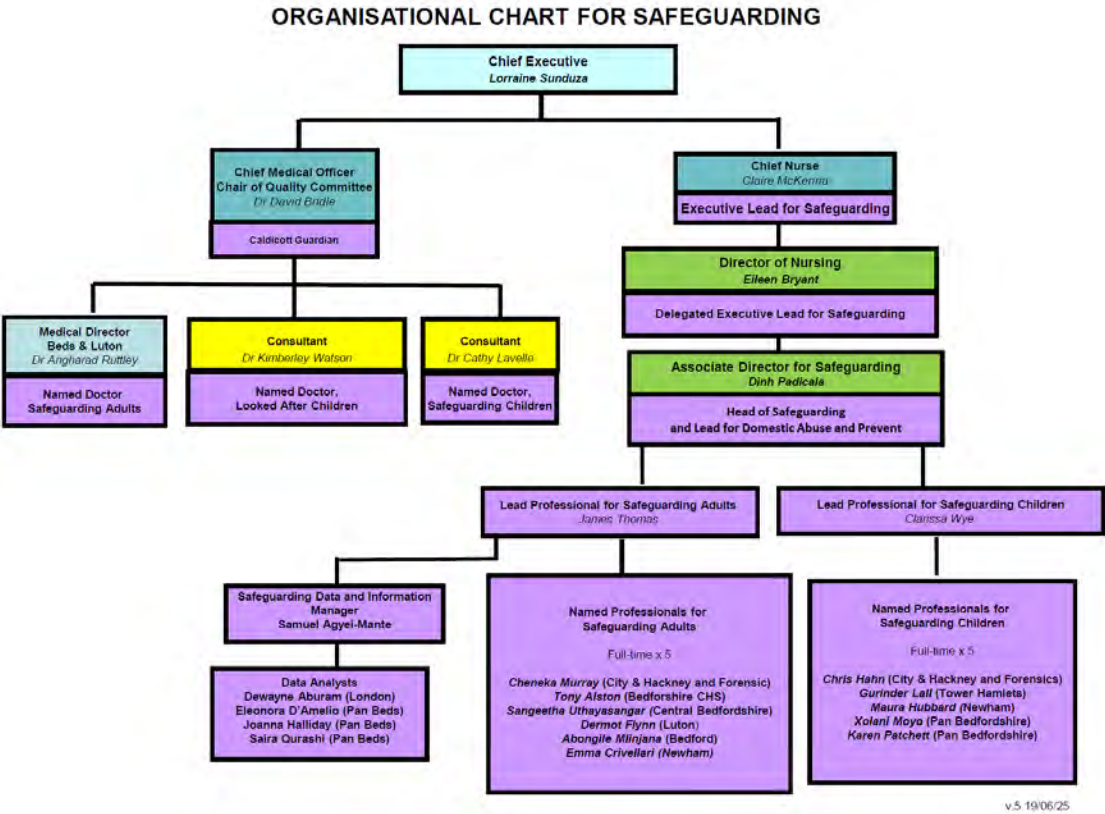 ORGANISATIONAL CHART FOR SAFEGUARDING
Chief Executive
Lorraine Sunduza
Chief Medical Officer
Chair of Quality Committee
Dr David Bridle
Caldicott Guardian
Chief Nurse
Claire McKenna
Executive Lead for Safeguarding
Director of Nursing
Eileen Bryant
Delegated Executive Lead for Safeguarding
Medical Director
Beds & Luton
Dr Angharad Ruttley
Named Doctor
Safeguarding Adults
Consultant
Dr Kimberley Watson
Named Doctor,
Looked After Children
Consultant
Dr Cathy Lavelle
Named Doctor,
Safeguarding Children
Associate Director for Safeguarding
Dinh Padicala
Head of Safeguarding
and Lead for Domestic Abuse and Prevent
Lead Professional for Safeguarding Adults
James Thomas
Lead Professional for Safeguarding Children
Clarissa Wye
Safeguarding Data and Information
Manager
Samuel Agyei-Mante
Data Analysts
Dewayne Aburam (London)
Eleonora D'Amelio (Pan Beds)
Joanna Halliday (Pan Beds)
Saira Qurashi (Pan Beds)
Named Professionals for
Safeguarding Adults
Full-time x 5
Cheneka Murray (City & Hackney and Forensic)
Tony Alston (Bedforshire CHS)
Sangeetha Uthayasangar (Central Bedfordshire)
Dermot Flynn (Luton)
Abongile Mlinjana (Bedford)
Emma Crivellari (Newham)
Named Professionals for
Safeguarding Children
Full-time x 5
Chris Hahn (City & Hackney and Forensics)
Gurinder Lall (Tower Hamlets)
Maura Hubbard (Newham)
Xolani Moyo (Pan Bedfordshire)
Karen Patchett (Pan Bedfordshire)
v.5 19/06/25